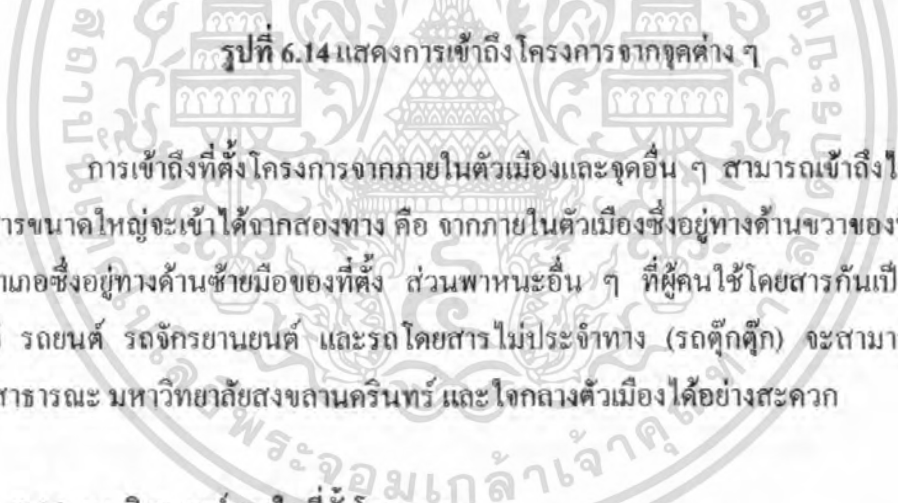 รูปที่ 6.14 แสดงการเข้าถึงโครงการจากจุดต่าง ๆ
การเข้าถึงที่ตั้งโครงการจากภายในตัวเมืองและจุดอื่น ๆ สามารถเข้าถึงไ
ารขนาดใหญ่จะเข้าได้จากสองทาง คือ จากภายในตัวเมืองซึ่งอยู่ทางด้านขวาของ
าเภอซึ่งอยู่ทางด้านซ้ายมือของที่ตั้ง ส่วนพาหนะอื่น ๆ ที่ผู้คนใช้โดยสารกันเป็
รถยนต์ รถจักรยานยนต์ และรถโดยสารไม่ประจำทาง (รถตุ๊กตุ๊ก) จะสามา
สาธารณะ มหาวิทยาลัยสงขลานครินทร์ และใจกลางตัวเมืองได้อย่างสะดวก